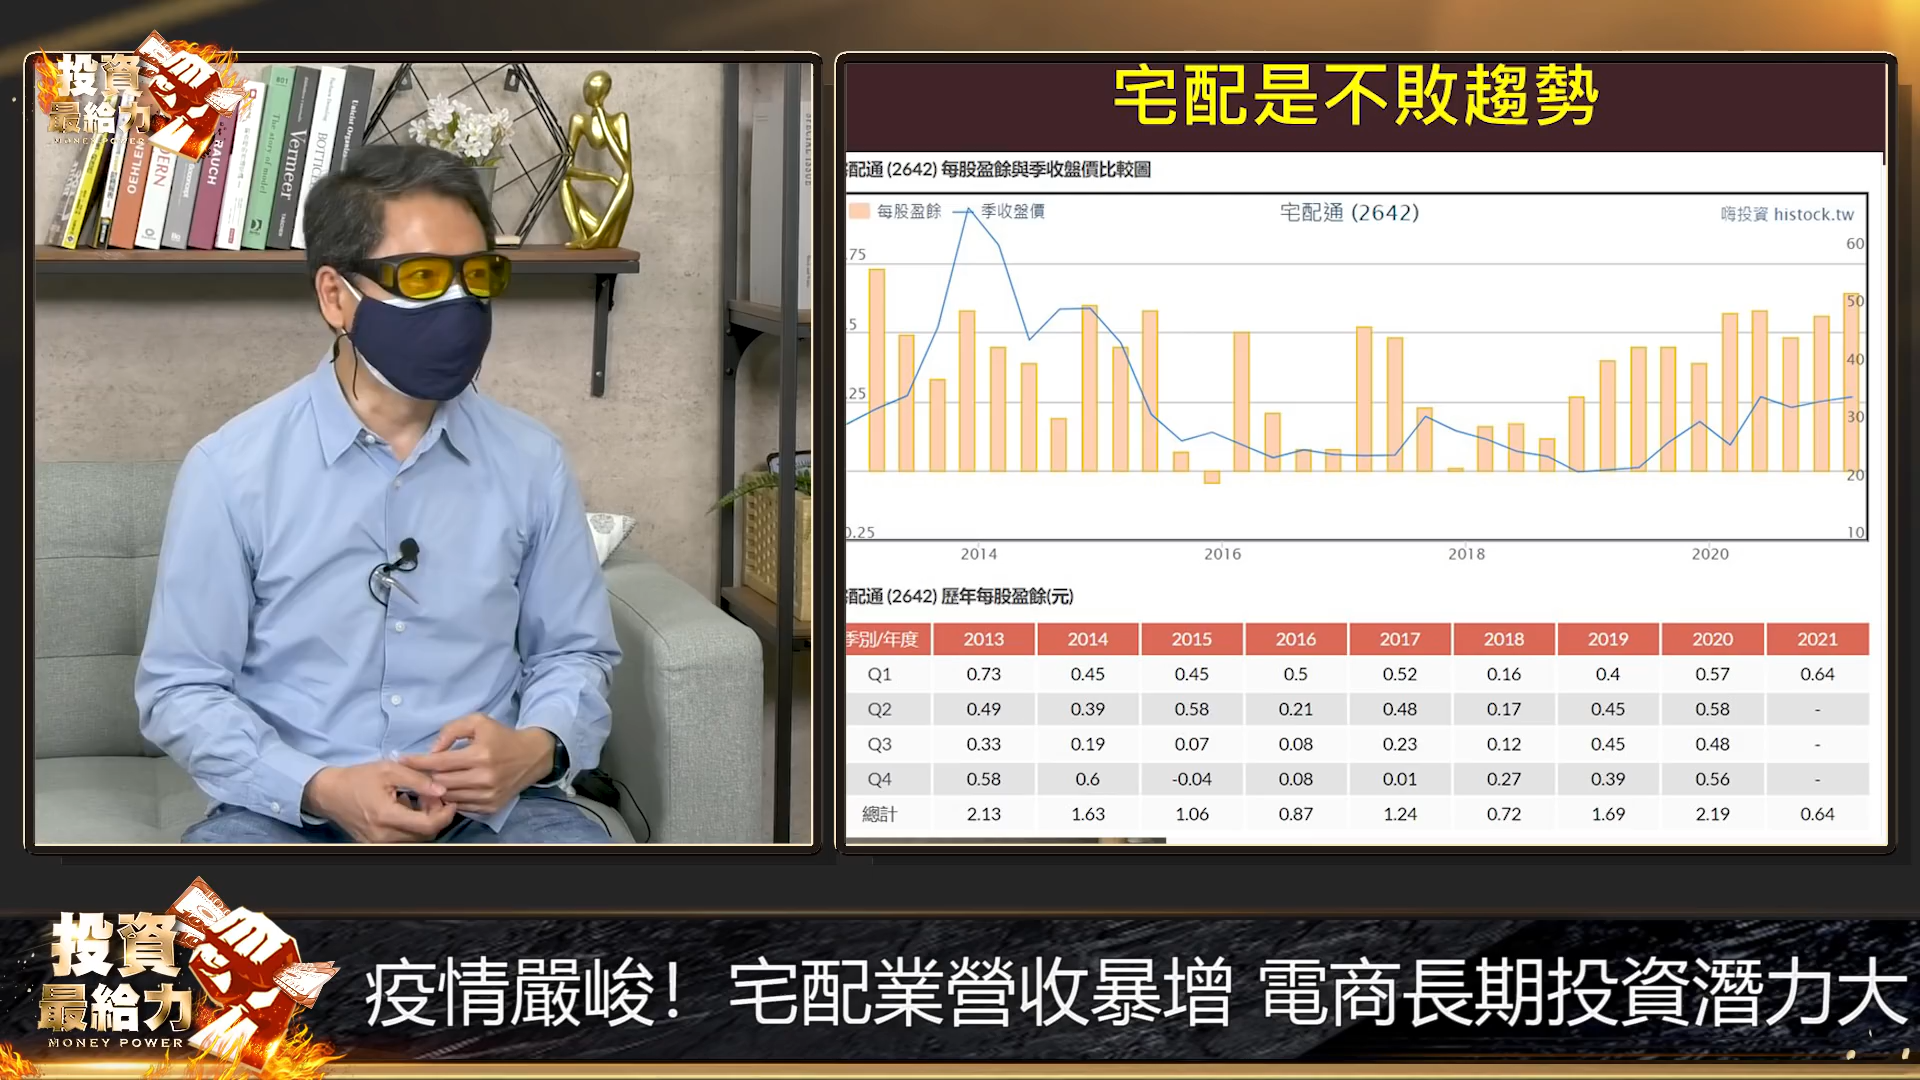 投資
最給力
MONEY POWER
OEHLEN
RAUCH
The story of model
Vermeer
宅配是不敗趨勢
配通 (2642) 每股盈餘與季收盤價比較圖
每股盈餘 季收盤價
宅配通 (2642)
嗨投資 histock.tw
.75 60
50
.5
40
.25 30
20
0.25 10
2014 2016 2018 2020
配通 (2642) 歷年每股盈餘(元)
季別/年度 2013 2014 2015 2016 2017 2018 2019 2020 2021
Q1 0.73 0.45 0.45 0.5 0.52 0.16 0.4 0.57 0.64
Q2 0.49 0.39 0.58 0.21 0.48 0.17 0.45 0.58 -
Q3 0.33 0.19 0.07 0.08 0.23 0.12 0.45 0.48 -
Q4 0.58 0.6 -0.04 0.08 0.01 0.27 0.39 0.56 -
總計 2.13 1.63 1.06 0.87 1.24 0.72 1.69 2.19 0.64
投資
最給力
MONEY POWER
疫情嚴峻！ 宅配業營收暴增 電商長期投資潛力大